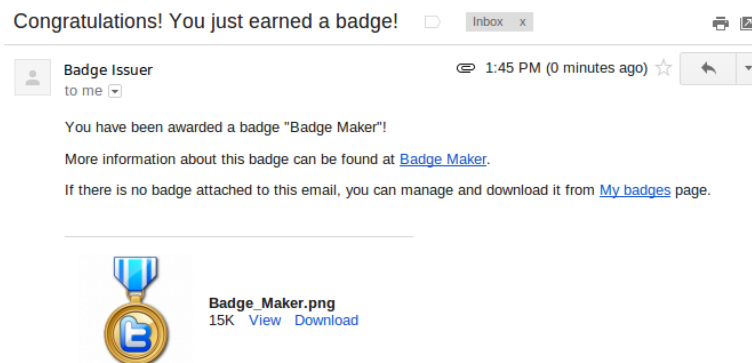 Congratulations! You just earned a badge!
Inbox x
Badge Issuer
1:45 PM (0 minutes ago)
to me
You have been awarded a badge "Badge Maker"!
More information about this badge can be found at Badge Maker.
If there is no badge attached to this email, you can manage and download it from My badges page.
Badge_Maker.png
15K View Download